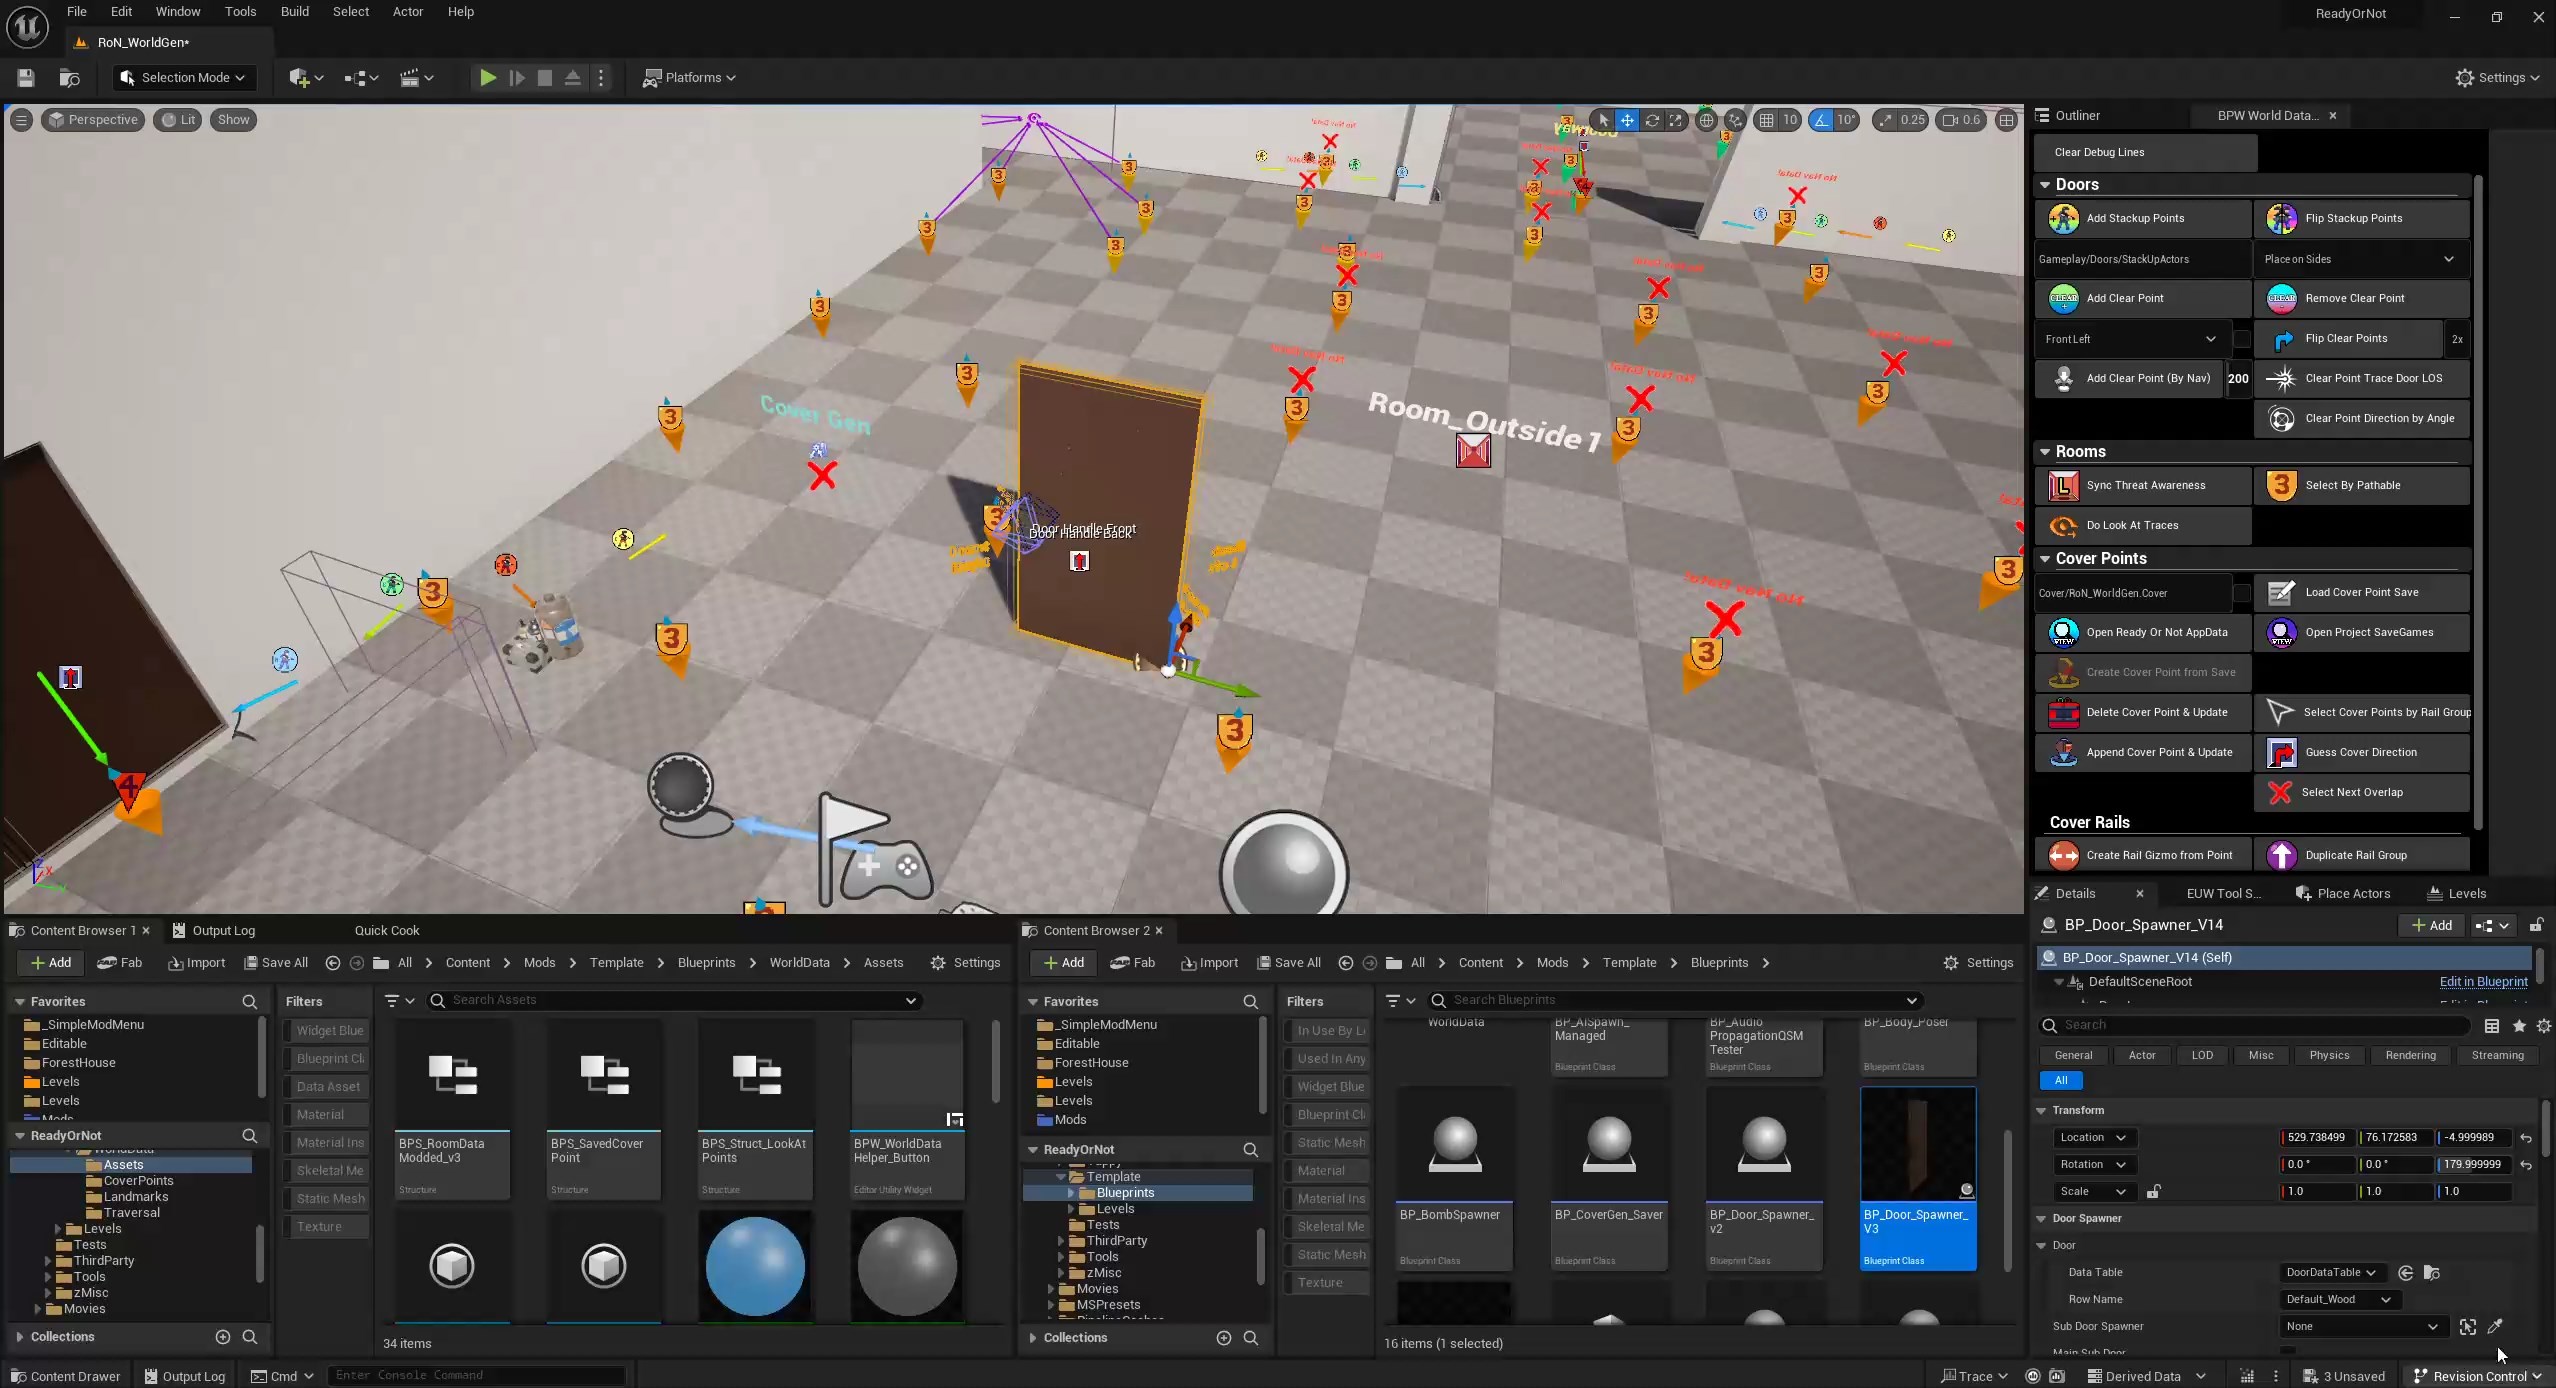 File Edit Window Tools Build Select Actor Help
ReadyOrNot
RoN_WorldGen*
Selection Mode
Platforms
Settings
Perspective
Lit
Show
10
10°
0.25
0.6
Cover Gen
Room_Outside1
Door Handle Front
Door Handle Back
Outliner
BPW World Data...
Clear Debug Lines
Doors
Add Stackup Points
Flip Stackup Points
Gameplay/Doors/StackUpActors
Place on Sides
Add Clear Point
Remove Clear Point
Front Left
Flip Clear Points
2x
Add Clear Point (By Nav)
200
Clear Point Trace Door LOS
Clear Point Direction by Angle
Rooms
Sync Threat Awareness
Select By Pathable
Do Look At Traces
Cover Points
Cover/RoN_WorldGen.Cover
Load Cover Point Save
Open Ready Or Not AppData
Open Project SaveGames
Create Cover Point from Save
Delete Cover Point & Update
Select Cover Points by Rail Group
Append Cover Point & Update
Guess Cover Direction
Select Next Overlap
Cover Rails
Create Rail Gizmo from Point
Duplicate Rail Group
Details
EUW Tool S...
Place Actors
Levels
BP_Door_Spawner_V14
Add
BP_Door_Spawner_V14 (Self)
DefaultSceneRoot
Edit in Blueprint
Search
General
Actor
LOD
Misc
Physics
Rendering
Streaming
All
Transform
Location
529.738499
76.172583
-4.999989
Rotation
0.0 °
0.0 °
179.999999
Scale
1.0
1.0
1.0
Door Spawner
Door
Data Table
DoorDataTable
Row Name
Default_Wood
Sub Door Spawner
None
Main Sub Door
Content Browser 1
Output Log
Quick Cook
Add
Fab
Import
Save All
All
Content
Mods
Template
Blueprints
WorldData
Assets
Settings
Favorites
_SimpleModMenu
Editable
ForestHouse
Levels
Levels
Mods
ReadyOrNot
WorldData
Assets
CoverPoints
Landmarks
Traversal
Levels
Tests
ThirdParty
Tools
zMisc
Movies
Collections
Filters
Widget Blue
Blueprint Cl
Data Asset
Material
Material Ins
Skeletal Me
Static Mesh
Texture
Search Assets
BPS_RoomData
Modded_v3
Structure
BPS_SavedCover
Point
Structure
BPS_Struct_LookAt
Points
Structure
BPW_WorldData
Helper_Button
Editor Utility Widget
34 items
Content Browser 2
Add
Fab
Import
Save All
All
Content
Mods
Template
Blueprints
Settings
Favorites
_SimpleModMenu
Editable
ForestHouse
Levels
Levels
Mods
ReadyOrNot
Template
Blueprints
Levels
Tests
ThirdParty
Tools
zMisc
Movies
MSPresets
Collections
Filters
In Use By L
Used In Any
Widget Blue
Blueprint Cl
Static Mesh
Material
Material Ins
Skeletal Me
Static Mesh
Texture
Search Blueprints
WorldData
BP_AISpawn_
Managed
Blueprint Class
BP_Audio
PropagationQSM
Tester
Blueprint Class
BP_Body_Poser
Blueprint Class
BP_BombSpawner
Blueprint Class
BP_CoverGen_Saver
Blueprint Class
BP_Door_Spawner_
v2
Blueprint Class
BP_Door_Spawner_
V3
Blueprint Class
16 items (1 selected)
Content Drawer
Output Log
Cmd
Enter Console Command
Trace
Derived Data
3 Unsaved
Revision Control